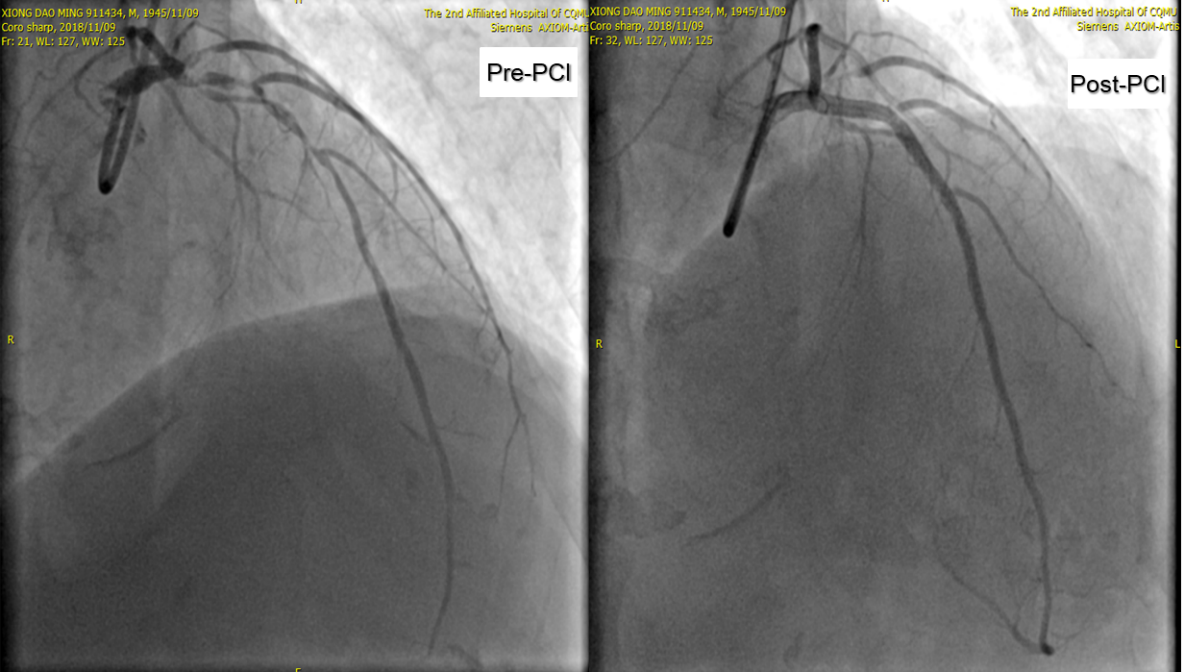 XIONG DAO MING 911434, M, 1945/11/09
Coro sharp, 2018/11/09
Fr: 21, WL: 127, WW: 125
H
The 2nd Affiliated Hospital Of CQMU
Siemens AXIOM-Arti
Pre-PCI
R
F
XIONG DAO MING 911434, M, 1945/11/09
Coro sharp, 2018/11/09
Fr: 32, WL: 127, WW: 125
The 2nd Affiliated Hospital Of CQMU
Siemens AXIOM-Artis
Post-PCI
R
L